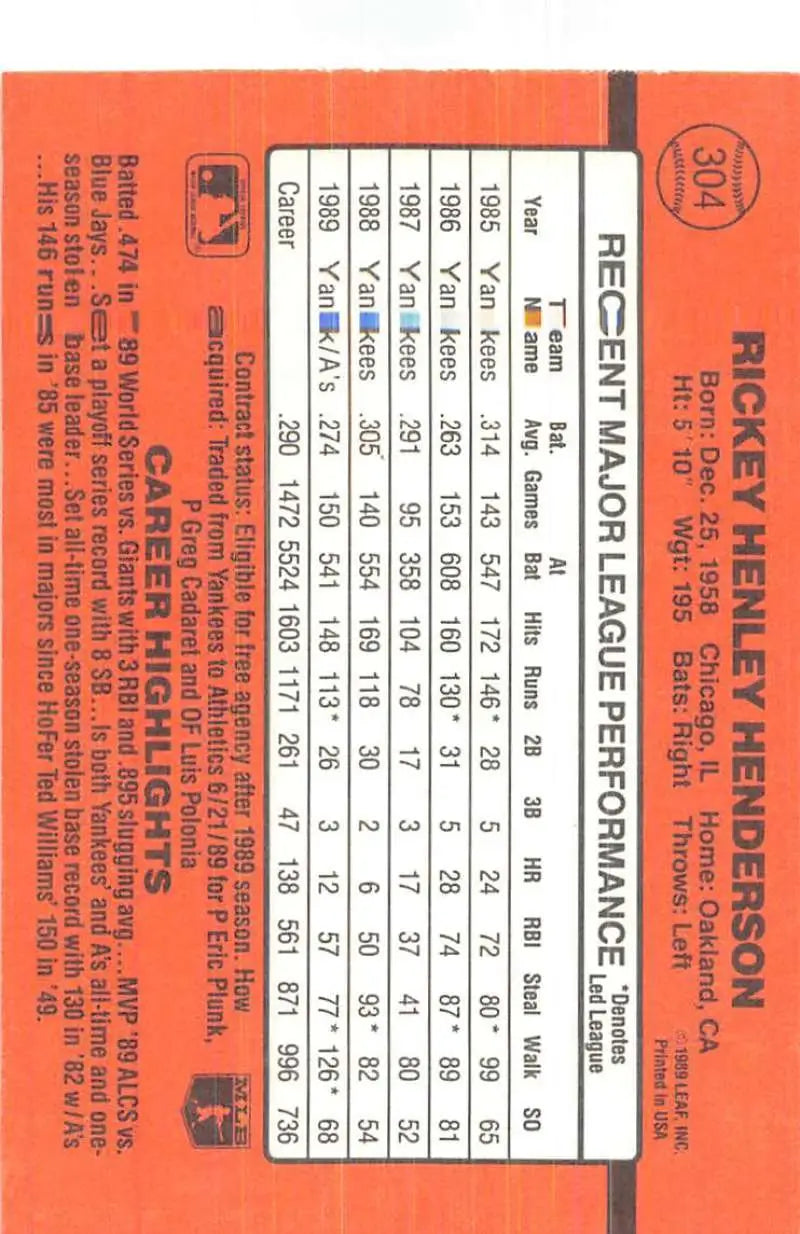 304
RICKEY HENLEY HENDERSON
Born: Dec. 25, 1958 Chicago, IL Home: Oakland, CA
Ht: 5' 10" Wgt: 195 Bats: Right Throws: Left
© 1989 LEAF, INC.
Printed in USA
RECENT MAJOR LEAGUE PERFORMANCE *Denotes Led League
Year Team Name Bat. Avg. Games At Bat Hits Runs 2B 3B HR RBI Steal Walk SO
1985 Yankees .314 143 547 172 146* 28 5 24 72 80* 99 65
1986 Yankees .263 153 608 160 130* 31 5 28 74 87* 89 81
1987 Yankees .291 95 358 104 78 17 3 17 37 41 80 52
1988 Yankees .305 140 554 169 118 30 2 6 50 93* 82 54
1989 Yank/A's .274 150 541 148 113* 26 3 12 57 77* 126* 68
Career .290 1472 5524 1603 1171 261 47 138 561 871 996 736
Contract status: Eligible for free agency after 1989 season. How
acquired: Traded from Yankees to Athletics 6/21/89 for P Eric Plunk,
P Greg Cadaret and OF Luis Polonia
MLB
CAREER HIGHLIGHTS
Batted .474 in '89 World Series vs. Giants with 3 RBI and .895 slugging avg....MVP '89 ALCS vs.
Blue Jays...Set a playoff series record with 8 SB...Is both Yankees' and A's all-time and one-
season stolen base leader...Set all-time one-season stolen base record with 130 in '82 w/A's
...His 146 runs in '85 were most in majors since HoFer Ted Williams' 150 in '49.